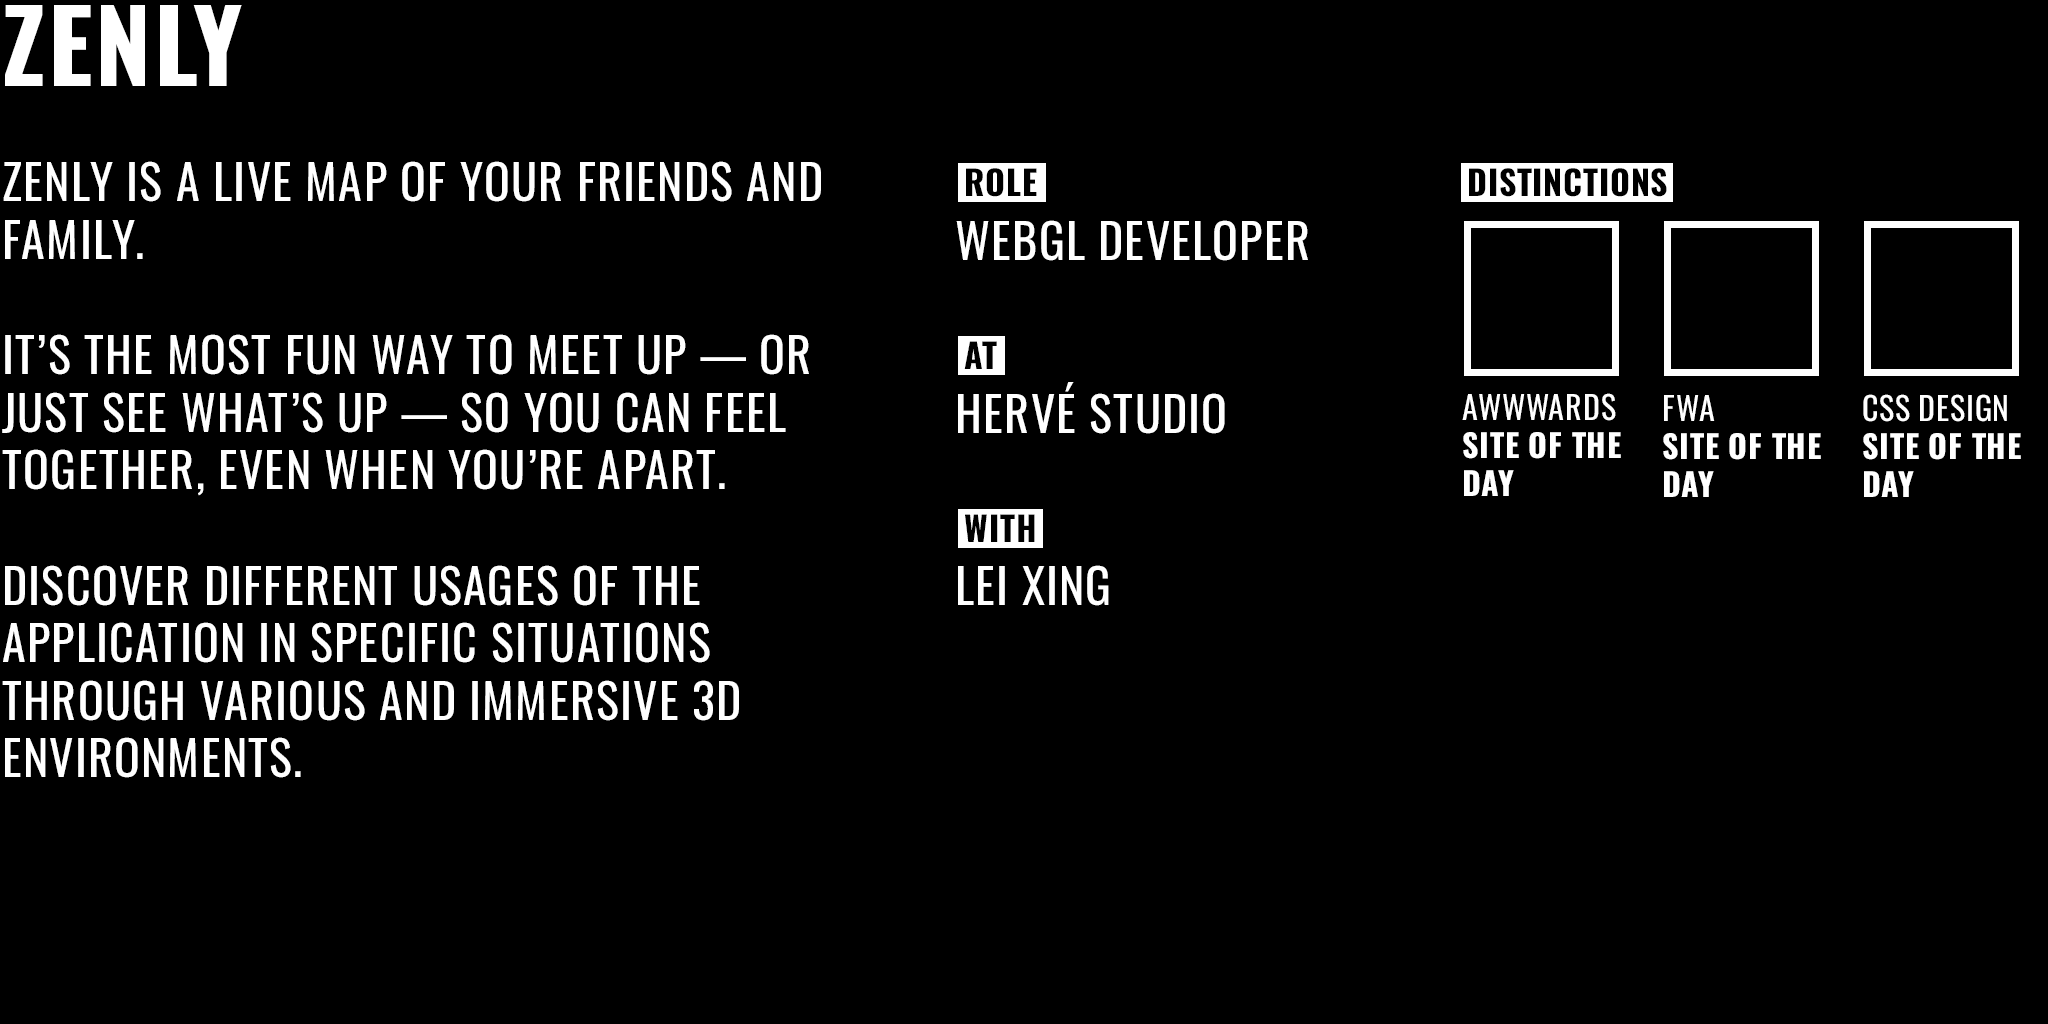 ZENLY
ZENLY IS A LIVE MAP OF YOUR FRIENDS AND
FAMILY.
IT’S THE MOST FUN WAY TO MEET UP — OR
JUST SEE WHAT’S UP — SO YOU CAN FEEL
TOGETHER, EVEN WHEN YOU’RE APART.
DISCOVER DIFFERENT USAGES OF THE
APPLICATION IN SPECIFIC SITUATIONS
THROUGH VARIOUS AND IMMERSIVE 3D
ENVIRONMENTS.
ROLE
WEBGL DEVELOPER
AT
HERVÉ STUDIO
WITH
LEI XING
DISTINCTIONS
AWWWARDS
SITE OF THE
DAY
FWA
SITE OF THE
DAY
CSS DESIGN
SITE OF THE
DAY